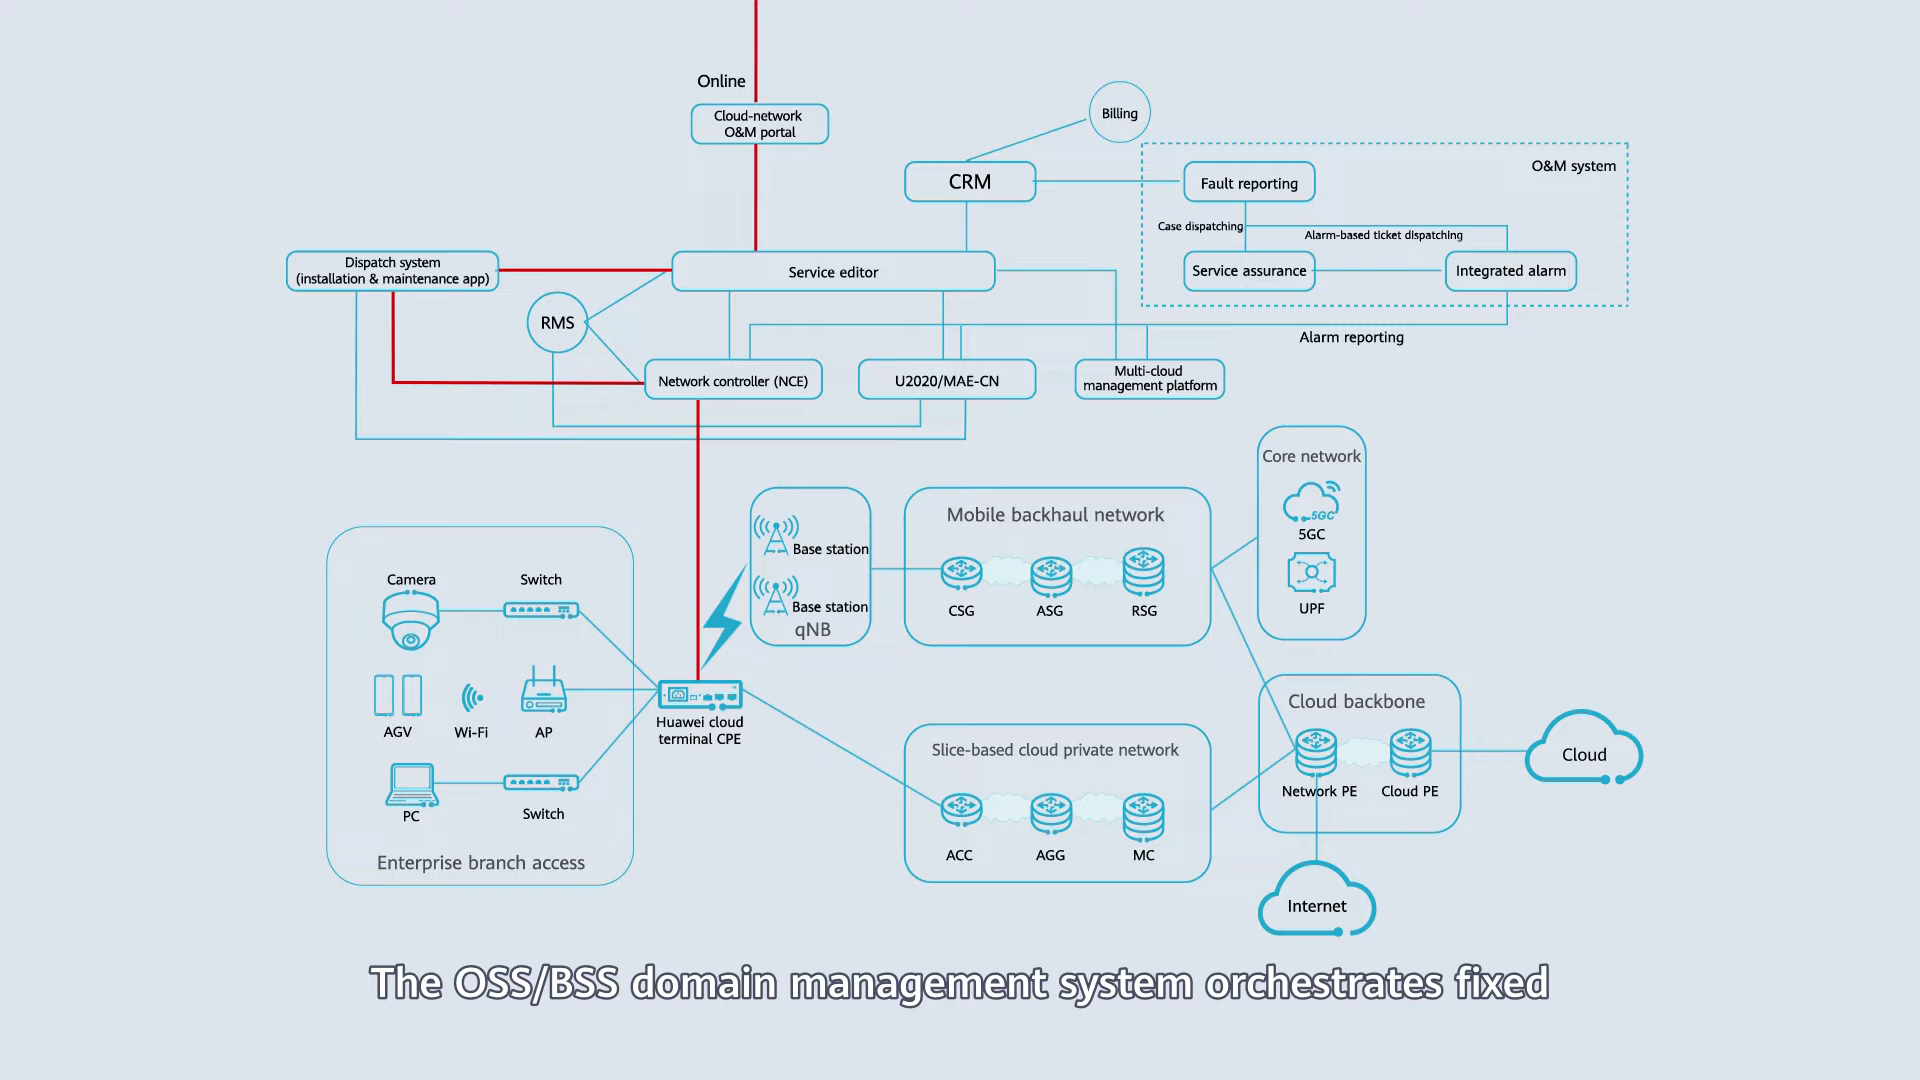 Online
Cloud-network
O&M portal
Billing
CRM
O&M system
Fault reporting
Case dispatching
Alarm-based ticket dispatching
Dispatch system
(installation & maintenance app)
Service editor
Service assurance
Integrated alarm
RMS
Alarm reporting
Network controller (NCE)
U2020/MAE-CN
Multi-cloud
management platform
Core network
5GC
5GC
UPF
Mobile backhaul network
CSG
ASG
RSG
Base station
Base station
qNB
Camera
Switch
AGV
Wi-Fi
AP
PC
Switch
Enterprise branch access
Huawei cloud
terminal CPE
Slice-based cloud private network
ACC
AGG
MC
Cloud backbone
Network PE
Cloud PE
Cloud
Internet
The OSS/BSS domain management system orchestrates fixed